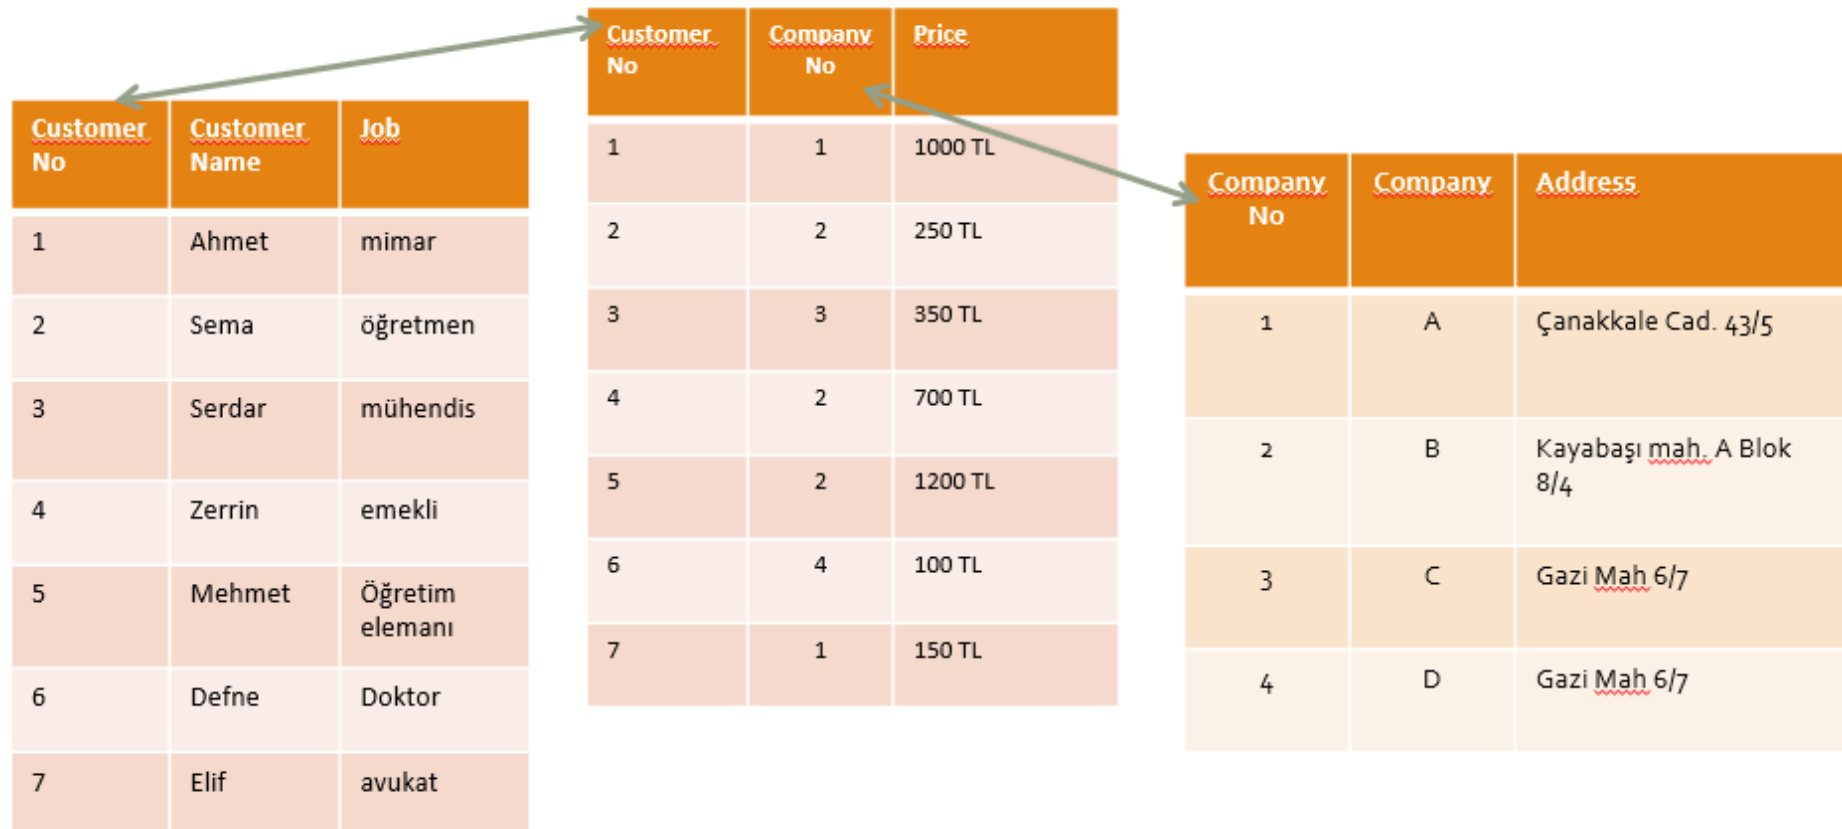 Customer No | Customer Name | Job
1 | Ahmet | mimar
2 | Sema | öğretmen
3 | Serdar | mühendis
4 | Zerrin | emekli
5 | Mehmet | Öğretim elemanı
6 | Defne | Doktor
7 | Elif | avukat
Customer No | Company No | Price
1 | 1 | 1000 TL
2 | 2 | 250 TL
3 | 3 | 350 TL
4 | 2 | 700 TL
5 | 2 | 1200 TL
6 | 4 | 100 TL
7 | 1 | 150 TL
Company No | Company | Address
1 | A | Çanakkale Cad. 43/5
2 | B | Kayabaşı mah. A Blok 8/4
3 | C | Gazi Mah 6/7
4 | D | Gazi Mah 6/7